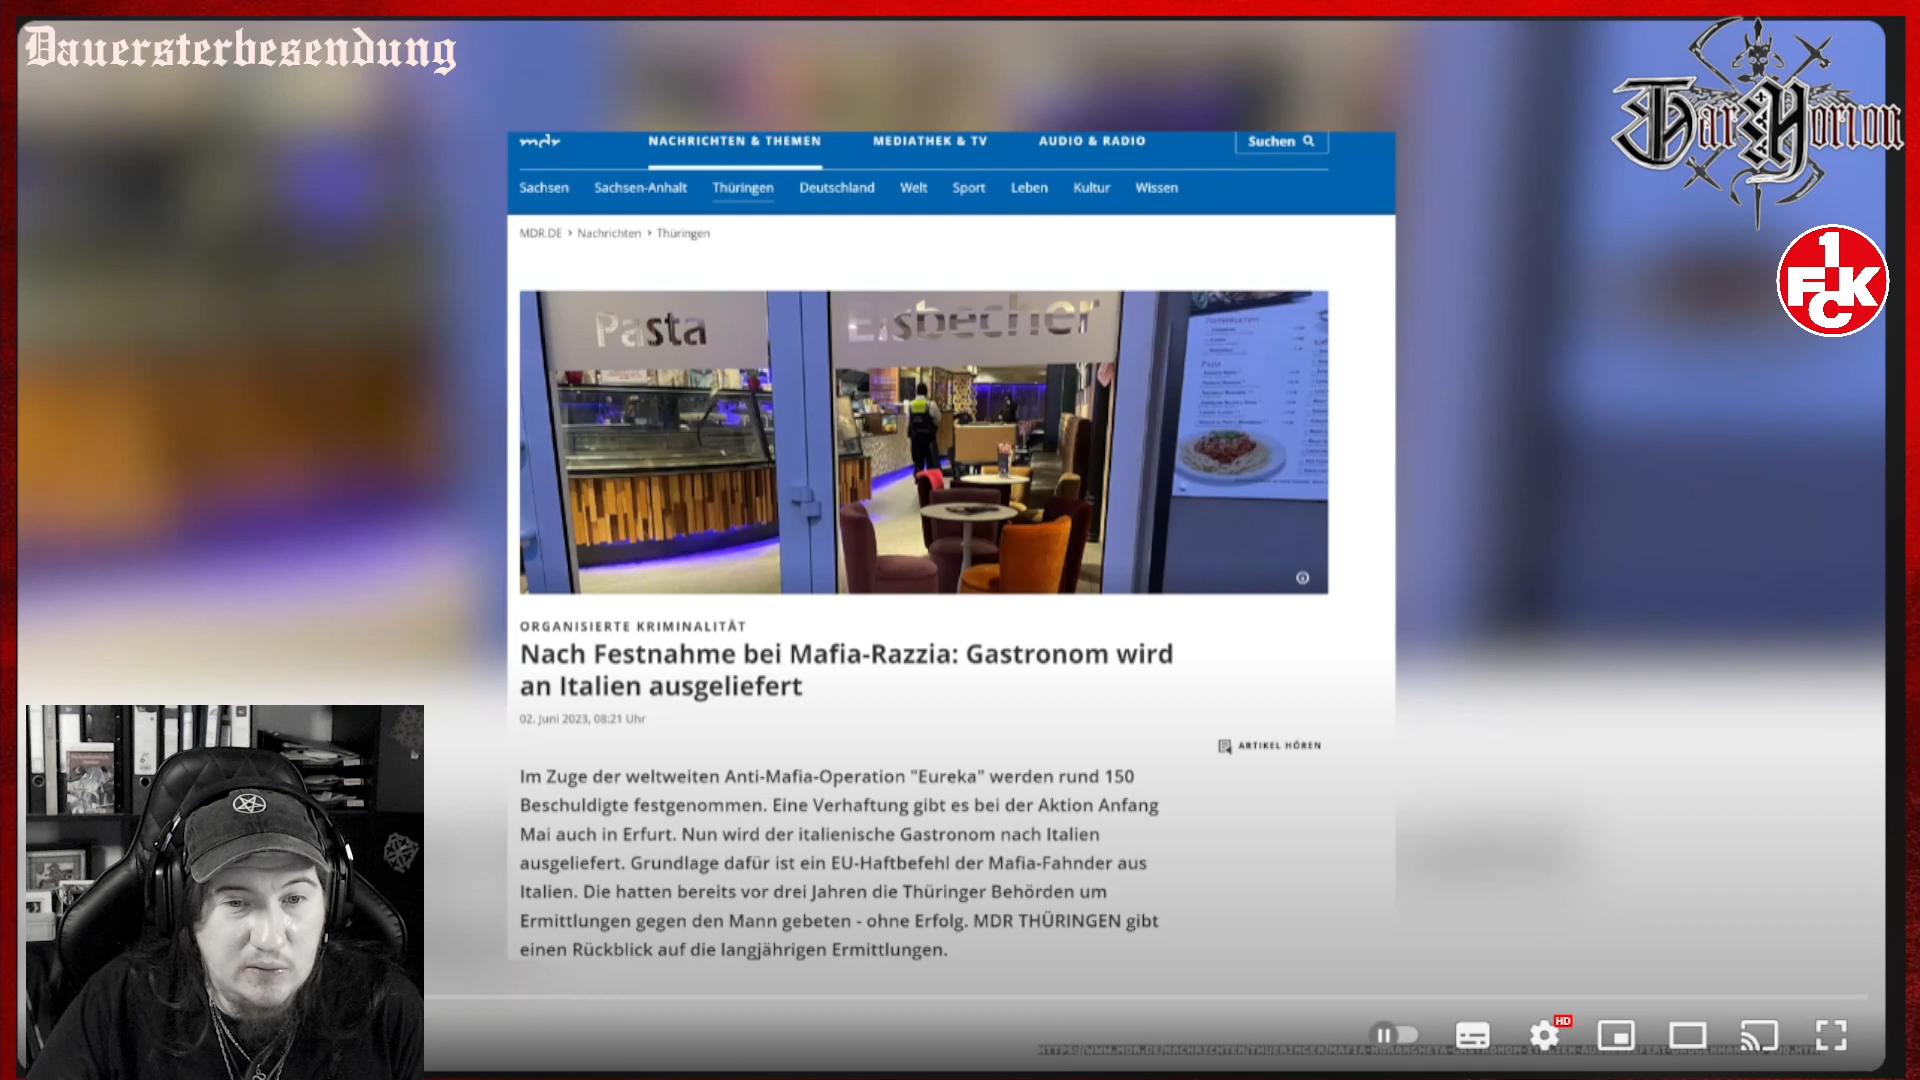 Dauersterbesendung
DarkYorion
1
FCK
mdr
NACHRICHTEN & THEMEN
MEDIATHEK & TV
AUDIO & RADIO
Suchen
Sachsen
Sachsen-Anhalt
Thüringen
Deutschland
Welt
Sport
Leben
Kultur
Wissen
MDR.DE > Nachrichten > Thüringen
Pasta
Eisbecher
Pasta
ORGANISIERTE KRIMINALITÄT
Nach Festnahme bei Mafia-Razzia: Gastronom wird
an Italien ausgeliefert
02. Juni 2023, 08:21 Uhr
ARTIKEL HÖREN
Im Zuge der weltweiten Anti-Mafia-Operation "Eureka" werden rund 150
Beschuldigte festgenommen. Eine Verhaftung gibt es bei der Aktion Anfang
Mai auch in Erfurt. Nun wird der italienische Gastronom nach Italien
ausgeliefert. Grundlage dafür ist ein EU-Haftbefehl der Mafia-Fahnder aus
Italien. Die hatten bereits vor drei Jahren die Thüringer Behörden um
Ermittlungen gegen den Mann gebeten - ohne Erfolg. MDR THÜRINGEN gibt
einen Rückblick auf die langjährigen Ermittlungen.
HD